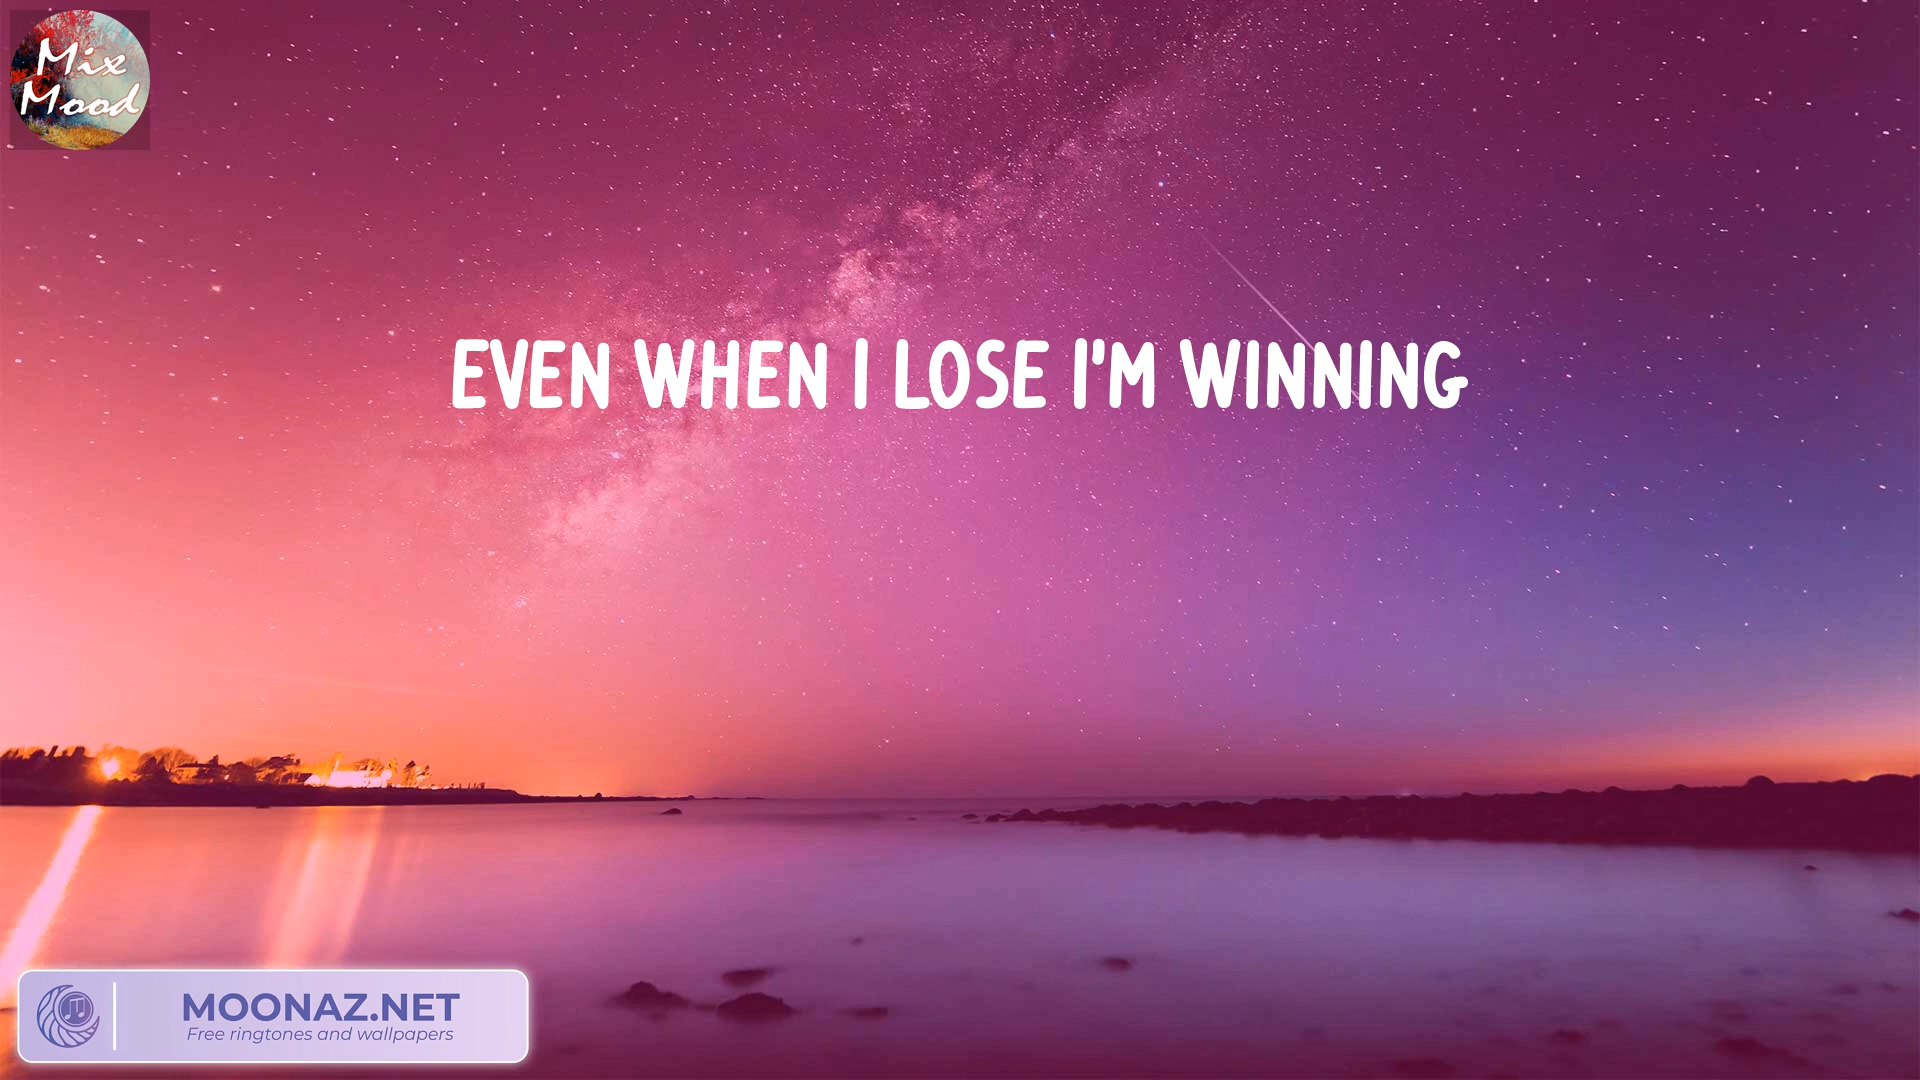 Mix
Mood
EVEN WHEN I LOSE I'M WINNING
MOONAZ.NET
Free ringtones and wallpapers